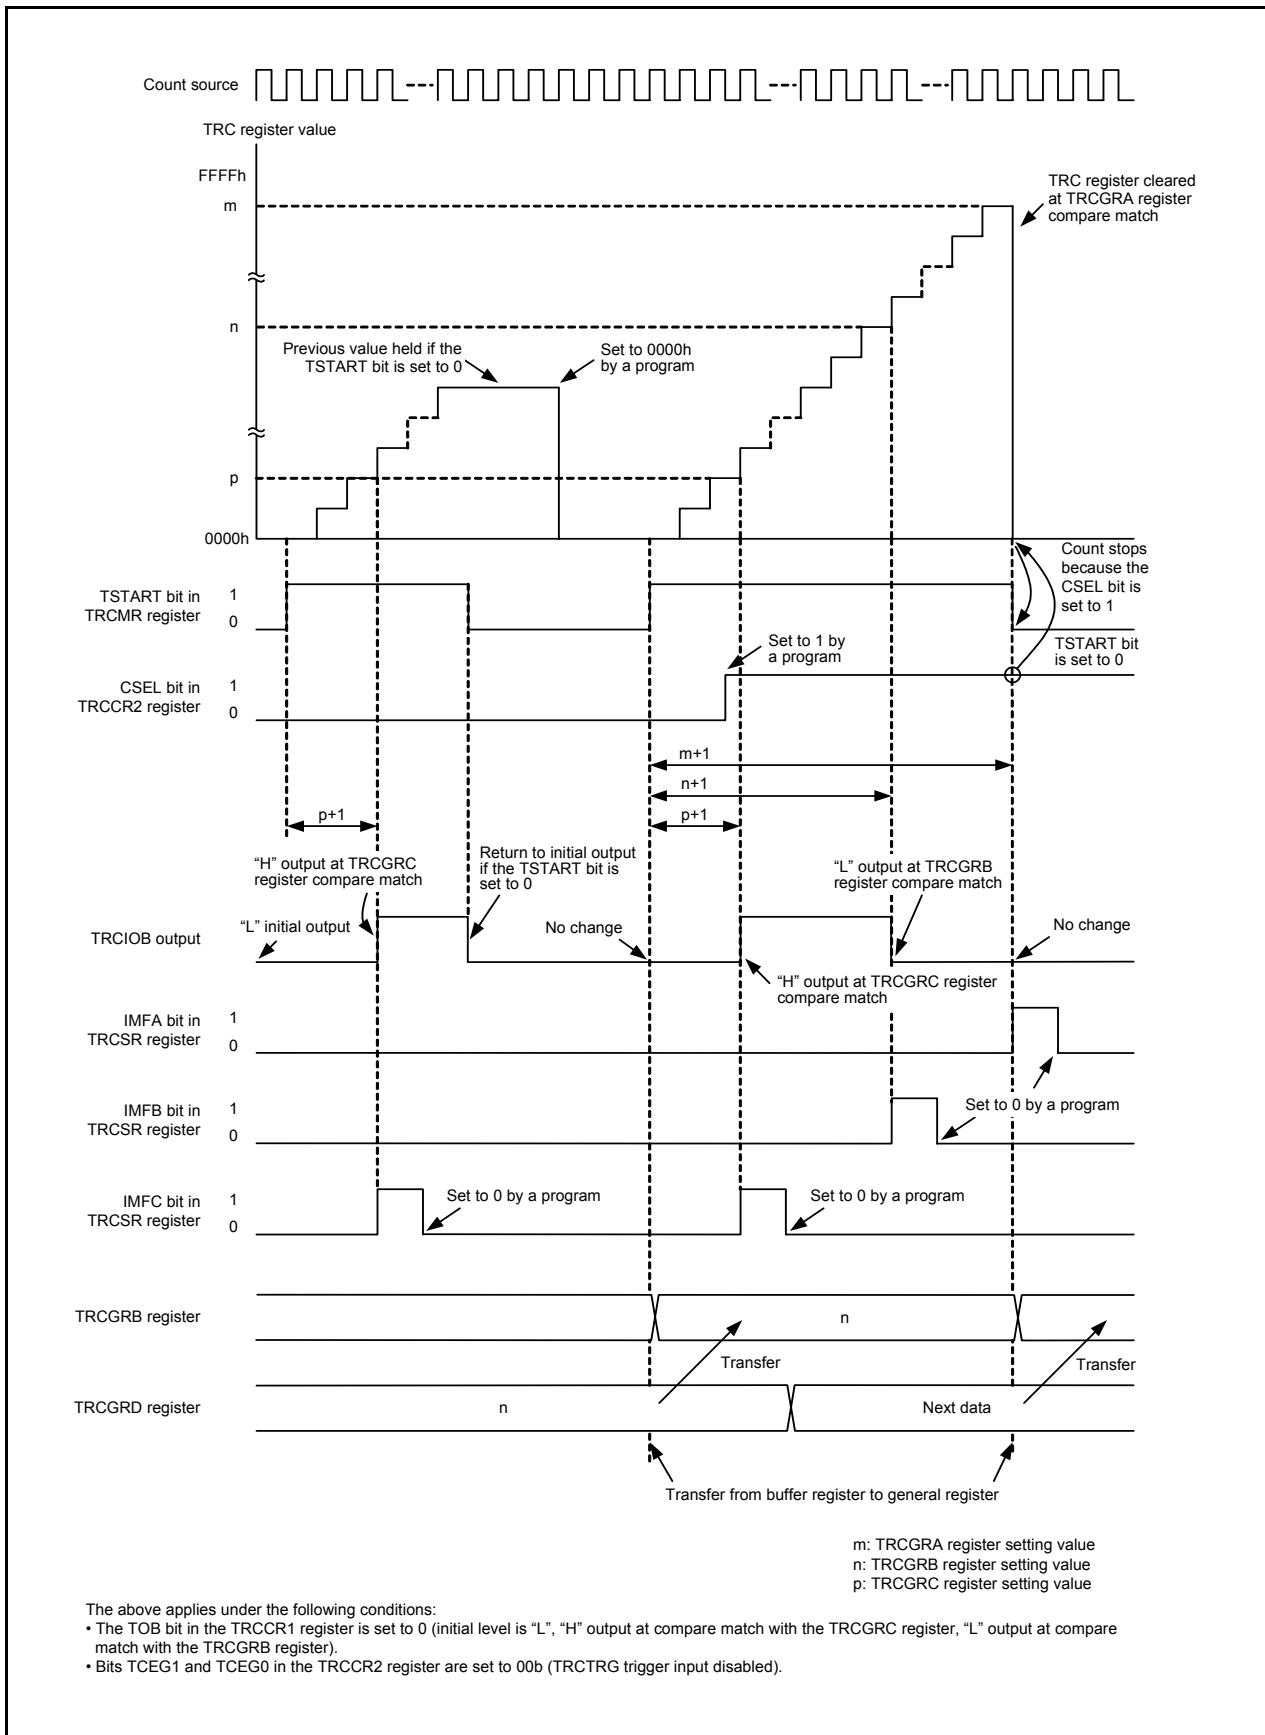 Count source
TRC register value
FFFFh
m
TRC register cleared
at TRCGRA register
compare match
n
Previous value held if the
TSTART bit is set to 0
Set to 0000h
by a program
p
0000h
Count stops
because the
CSEL bit is
set to 1
TSTART bit in
TRCMR register
1
0
TSTART bit
is set to 0
Set to 1 by
a program
CSEL bit in
TRCCR2 register
1
0
m+1
n+1
p+1
p+1
“H” output at TRCGRC
register compare match
Return to initial output
if the TSTART bit is
set to 0
“L” output at TRCGRB
register compare match
“L” initial output
No change
No change
TRCIOB output
“H” output at TRCGRC register
compare match
IMFA bit in
TRCSR register
1
0
IMFB bit in
TRCSR register
1
0
Set to 0 by a program
IMFC bit in
TRCSR register
1
0
Set to 0 by a program
Set to 0 by a program
TRCGRB register
n
Transfer
Transfer
TRCGRD register
n
Next data
Transfer from buffer register to general register
m: TRCGRA register setting value
n: TRCGRB register setting value
p: TRCGRC register setting value
The above applies under the following conditions:
• The TOB bit in the TRCCR1 register is set to 0 (initial level is “L”, “H” output at compare match with the TRCGRC register, “L” output at compare
match with the TRCGRB register).
• Bits TCEG1 and TCEG0 in the TRCCR2 register are set to 00b (TRCTRG trigger input disabled).